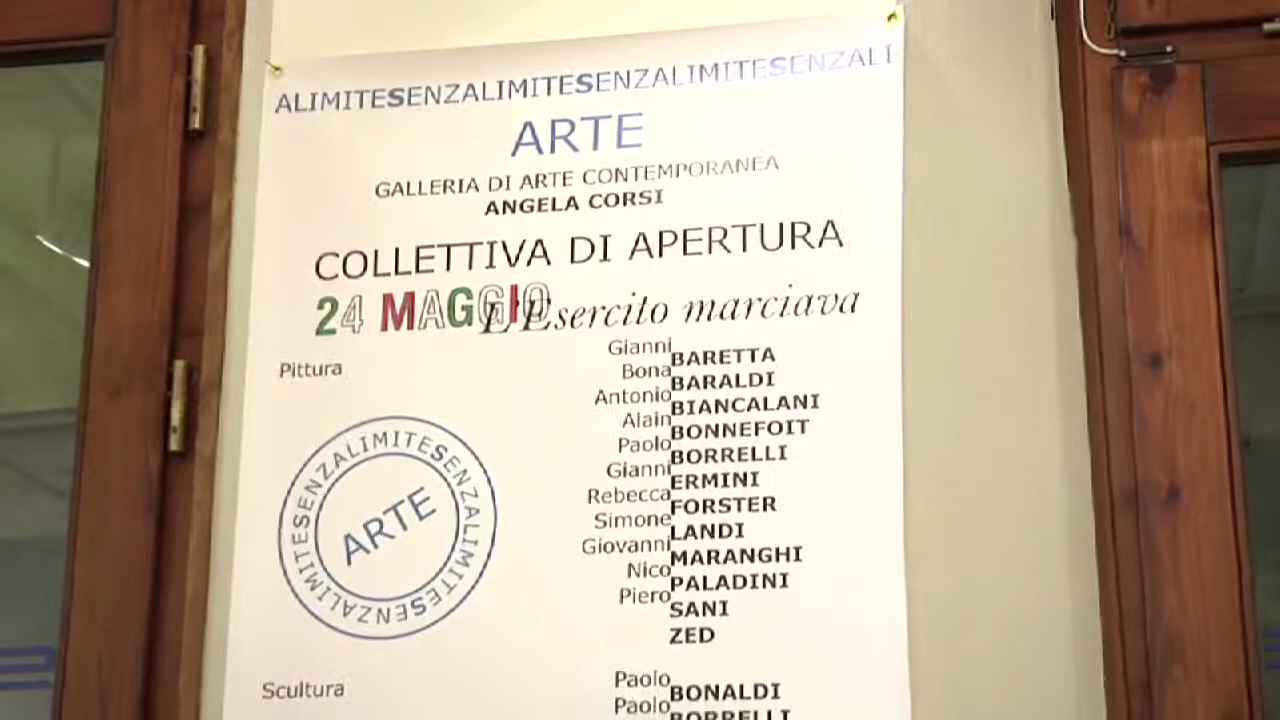 ALIMITESENZALIMITESENZALIMITESENZALI
ARTE
GALLERIA DI ARTE CONTEMPORANEA
ANGELA CORSI
COLLETTIVA DI APERTURA
24 MAGGIO L'Esercito marciava
Pittura
Gianni BARETTA
Bona BARALDI
Antonio BIANCALANI
Alain BONNEFOIT
Paolo BORRELLI
Gianni ERMINI
Rebecca FORSTER
Simone LANDI
Giovanni MARANGHI
Nico PALADINI
Piero SANI
ZED
SENZALIMITESENZALIMITESENZALIMITE
ARTE
Scultura
Paolo BONALDI
Paolo BORRELLI